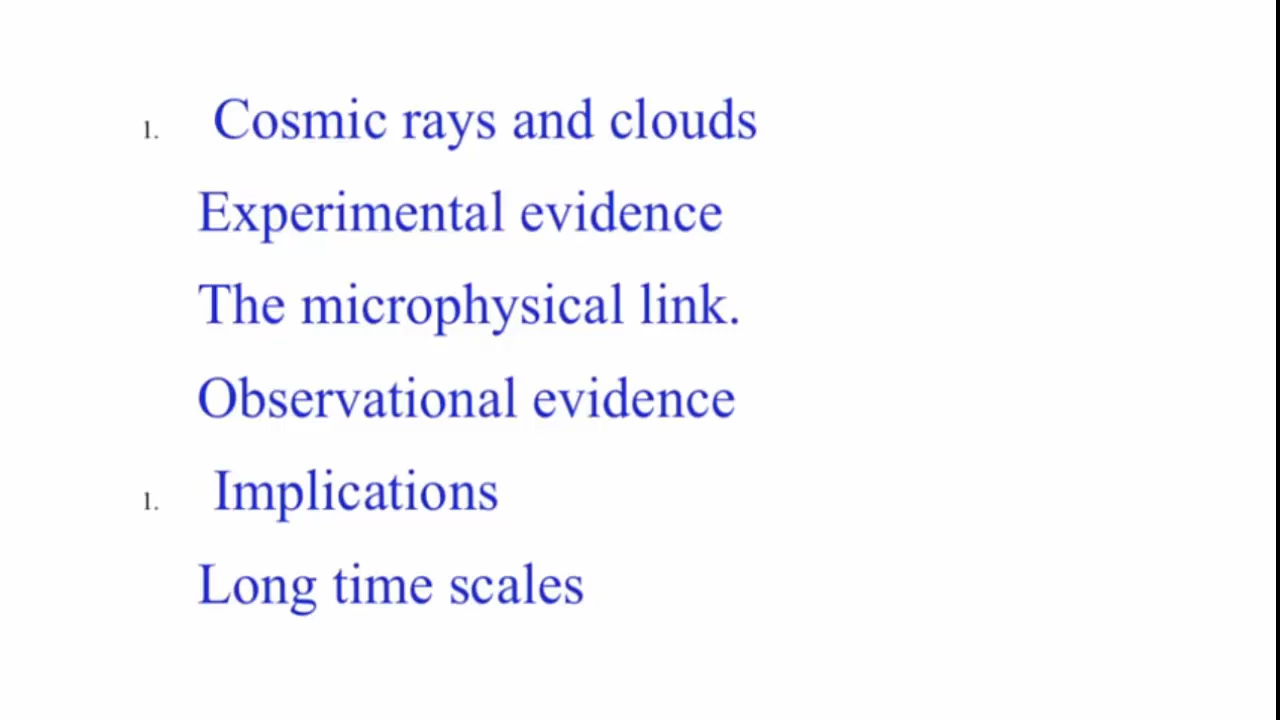 1. Cosmic rays and clouds
Experimental evidence
The microphysical link.
Observational evidence
1. Implications
Long time scales